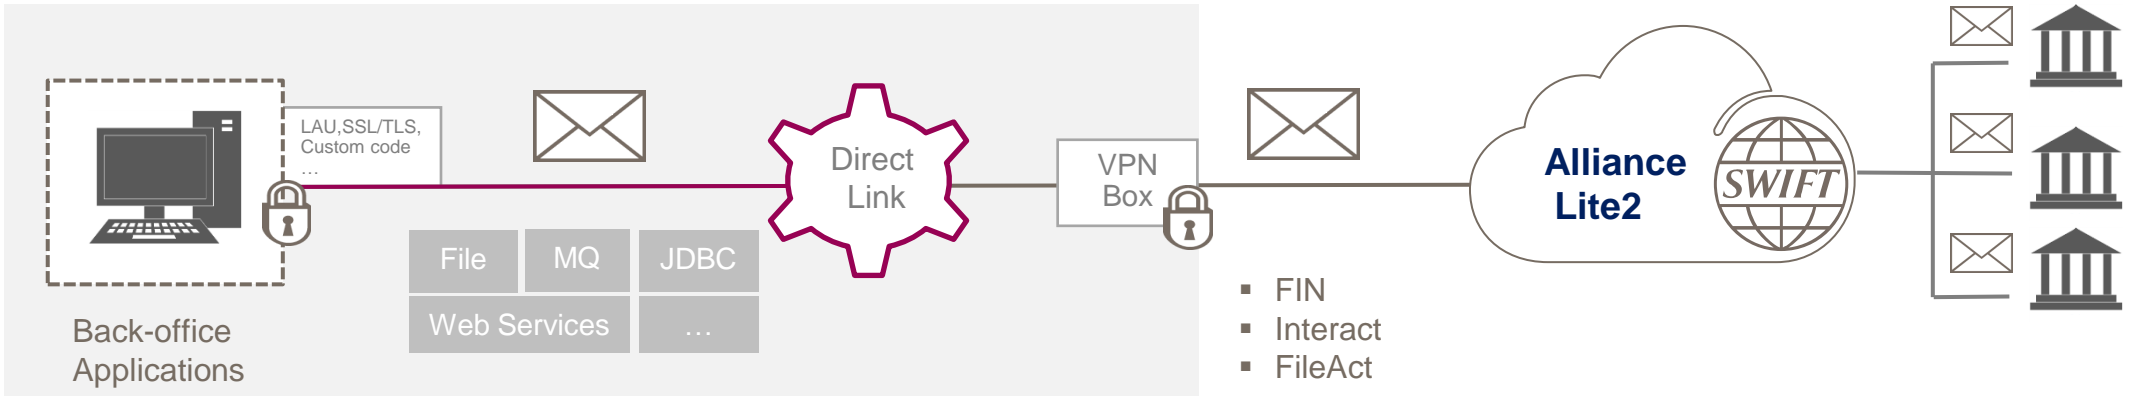 LAU,SSL/TLS,
Custom code
…
Direct
Link
VPN
Box
Alliance
Lite2
SWIFT
File
MQ
JDBC
Web Services
…
Back-office
Applications
▪ FIN
▪ Interact
▪ FileAct